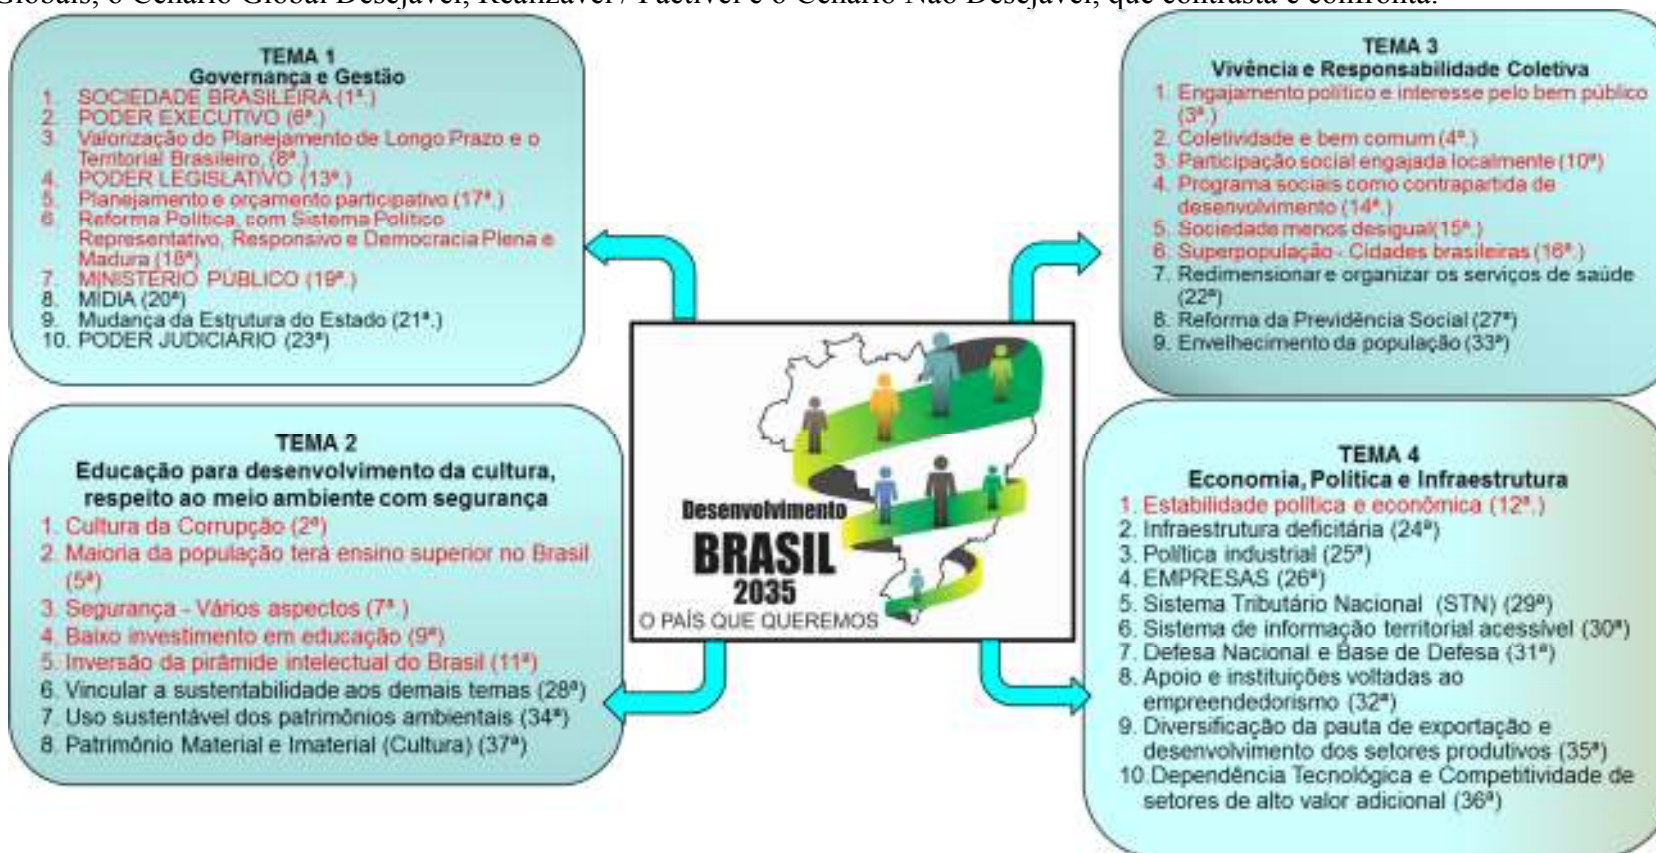 Globais, o Cenário Global Desejável, Realizável / Factível e o Cenário Não Desejável, que contrasta e confronta.
TEMA 1
Governança e Gestão
1. SOCIEDADE BRASILEIRA (1ª.)
2. PODER EXECUTIVO (6ª.)
3. Valorização do Planejamento de Longo Prazo e o
Territorial Brasileiro, (8ª.)
4. PODER LEGISLATIVO (13ª.)
5. Planejamento e orçamento participativo (17ª.)
6. Reforma Política, com Sistema Político
Representativo, Responsivo e Democracia Plena e
Madura (18ª)
7. MINISTÉRIO PÚBLICO (19ª.)
8. MÍDIA (20ª)
9. Mudança da Estrutura do Estado (21ª.)
10. PODER JUDICIÁRIO (23ª)
TEMA 2
Educação para desenvolvimento da cultura,
respeito ao meio ambiente com segurança
1. Cultura da Corrupção (2ª)
2. Maioria da população terá ensino superior no Brasil
(5ª)
3. Segurança - Vários aspectos (7ª.)
4. Baixo investimento em educação (9ª)
5. Inversão da pirâmide intelectual do Brasil (11ª)
6. Vincular a sustentabilidade aos demais temas (28ª)
7. Uso sustentável dos patrimônios ambientais (34ª)
8. Patrimônio Material e Imaterial (Cultura) (37ª)
Desenvolvimento
BRASIL
2035
O PAÍS QUE QUEREMOS
TEMA 3
Vivência e Responsabilidade Coletiva
1. Engajamento político e interesse pelo bem público
(3ª.)
2. Coletividade e bem comum (4ª.)
3. Participação social engajada localmente (10ª)
4. Programa sociais como contrapartida de
desenvolvimento (14ª.)
5. Sociedade menos desigual(15ª.)
6. Superpopulação - Cidades brasileiras (16ª.)
7. Redimensionar e organizar os serviços de saúde
(22ª)
8. Reforma da Previdência Social (27ª)
9. Envelhecimento da população (33ª)
TEMA 4
Economia, Política e Infraestrutura
1. Estabilidade política e econômica (12ª.)
2. Infraestrutura deficitária (24ª)
3. Política industrial (25ª)
4. EMPRESAS (26ª)
5. Sistema Tributário Nacional (STN) (29ª)
6. Sistema de informação territorial acessível (30ª)
7. Defesa Nacional e Base de Defesa (31ª)
8. Apoio e instituições voltadas ao
empreendedorismo (32ª)
9. Diversificação da pauta de exportação e
desenvolvimento dos setores produtivos (35ª)
10. Dependência Tecnológica e Competitividade de
setores de alto valor adicional (36ª)